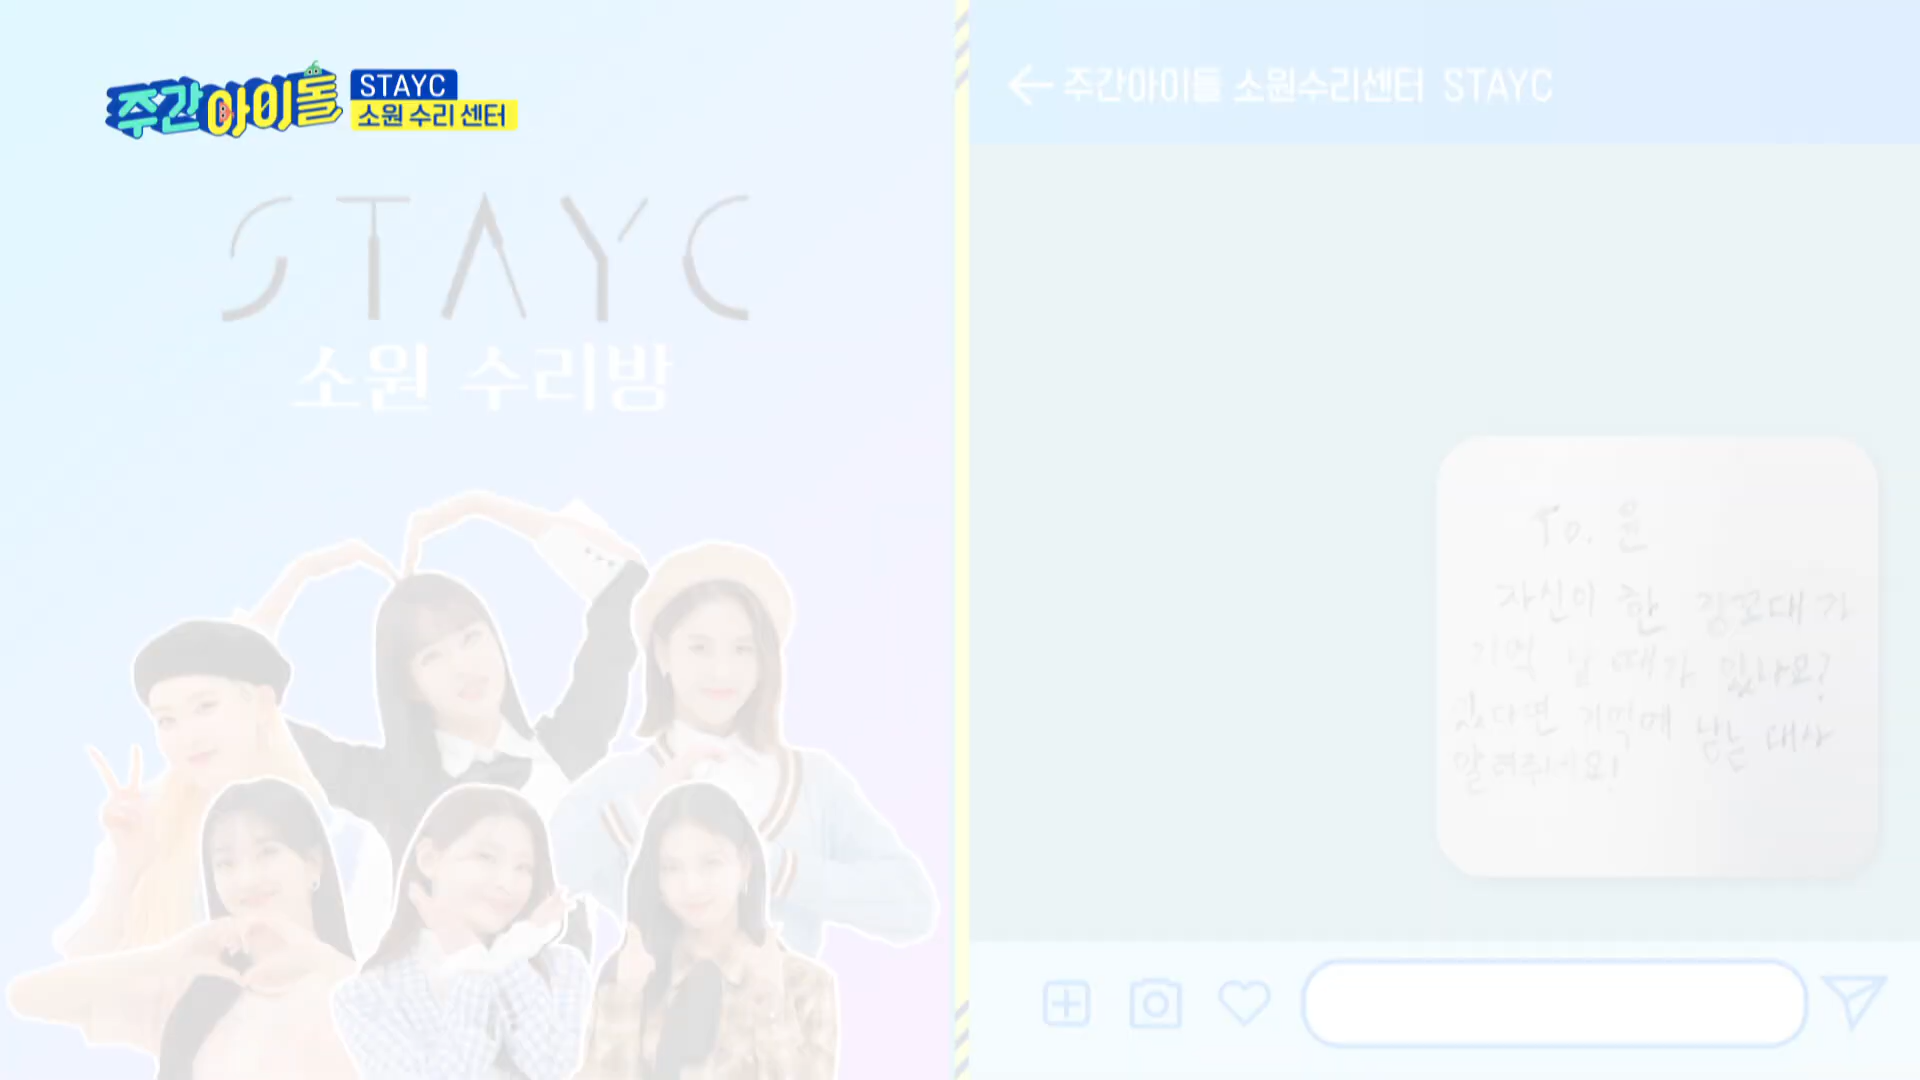 주간아이돌
STAYC
소원 수리 센터
STAYC
소원 수리방
주간아이돌 소원수리센터 STAYC
To. 윤
자신이 한 잠꼬대가
기억 날 때가 있나요?
있다면 기억에 남는 대사
알려주세요!